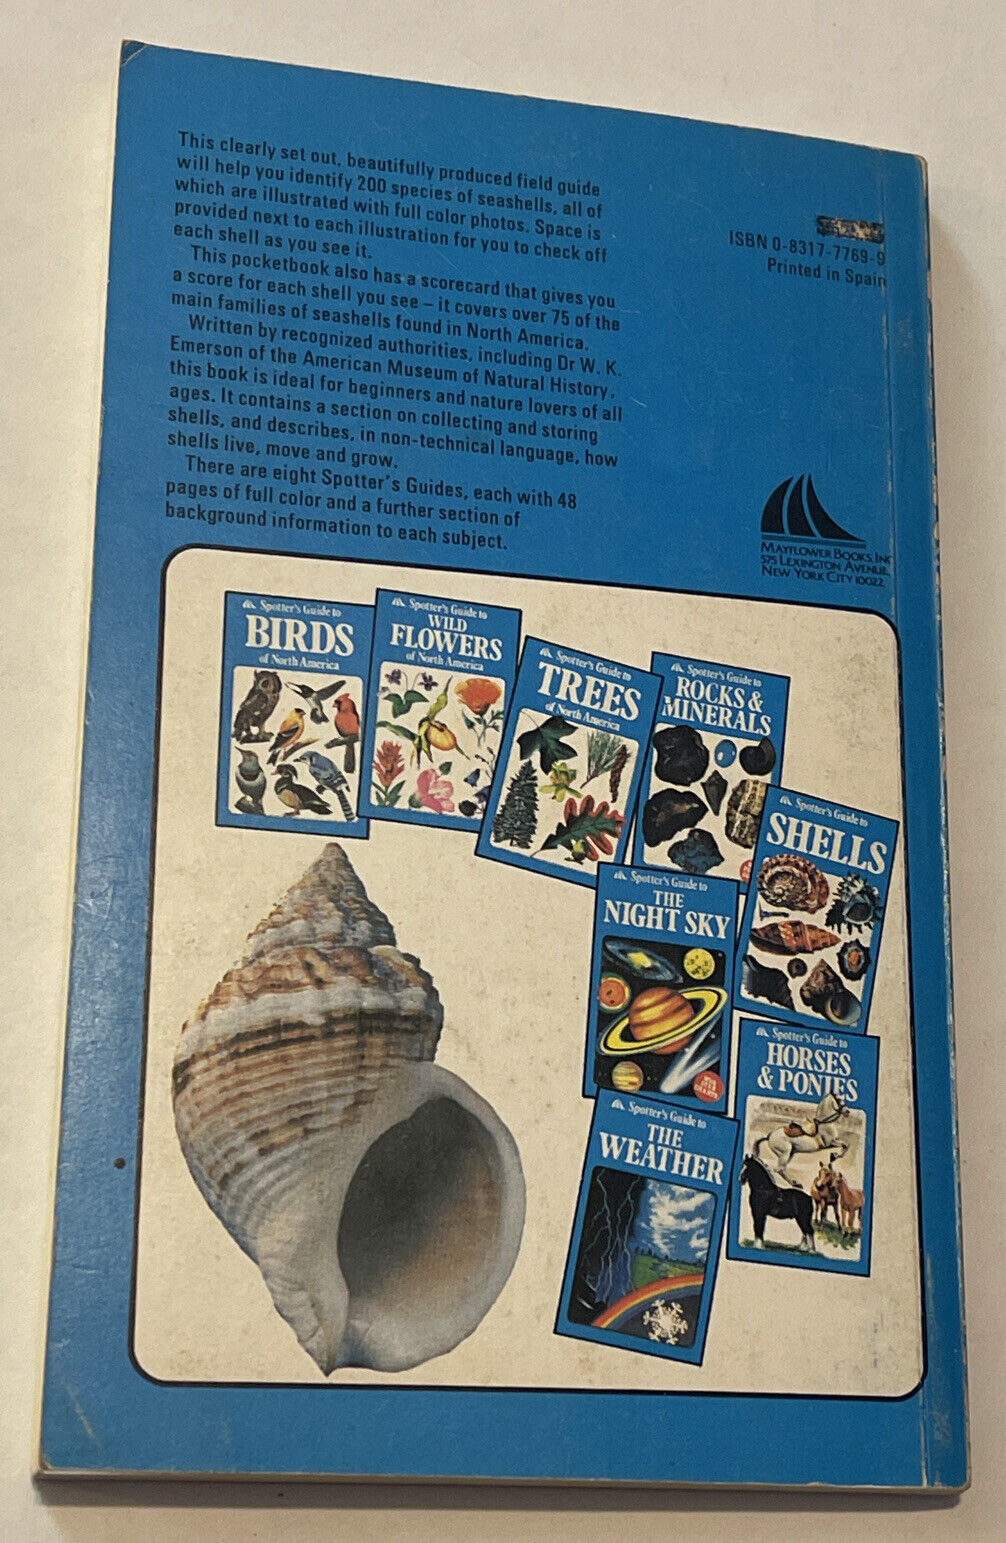 This clearly set out, beautifully produced field guide
will help you identify 200 species of seashells, all of
which are illustrated with full color photos. Space is
provided next to each illustration for you to check off
each shell as you see it.
This pocketbook also has a scorecard that gives you
a score for each shell you see – it covers over 75 of the
main families of seashells found in North America.
Written by recognized authorities, including Dr W. K.
Emerson of the American Museum of Natural History,
this book is ideal for beginners and nature lovers of all
ages. It contains a section on collecting and storing
shells, and describes, in non-technical language, how
shells live, move and grow.
There are eight Spotter's Guides, each with 48
pages of full color and a further section of
background information to each subject.
ISBN 0-8317-7769-9
Printed in Spain
MAYFLOWER BOOKS, INC
575 LEXINGTON AVENUE,
NEW YORK CITY 10022.
Spotter's Guide to
BIRDS
of North America
Spotter's Guide to
WILD
FLOWERS
of North America
Spotter's Guide to
TREES
of North America
Spotter's Guide to
ROCKS &
MINERALS
Spotter's Guide to
SHELLS
Spotter's Guide to
THE
NIGHT SKY
Spotter's Guide to
HORSES
& PONIES
Spotter's Guide to
THE
WEATHER